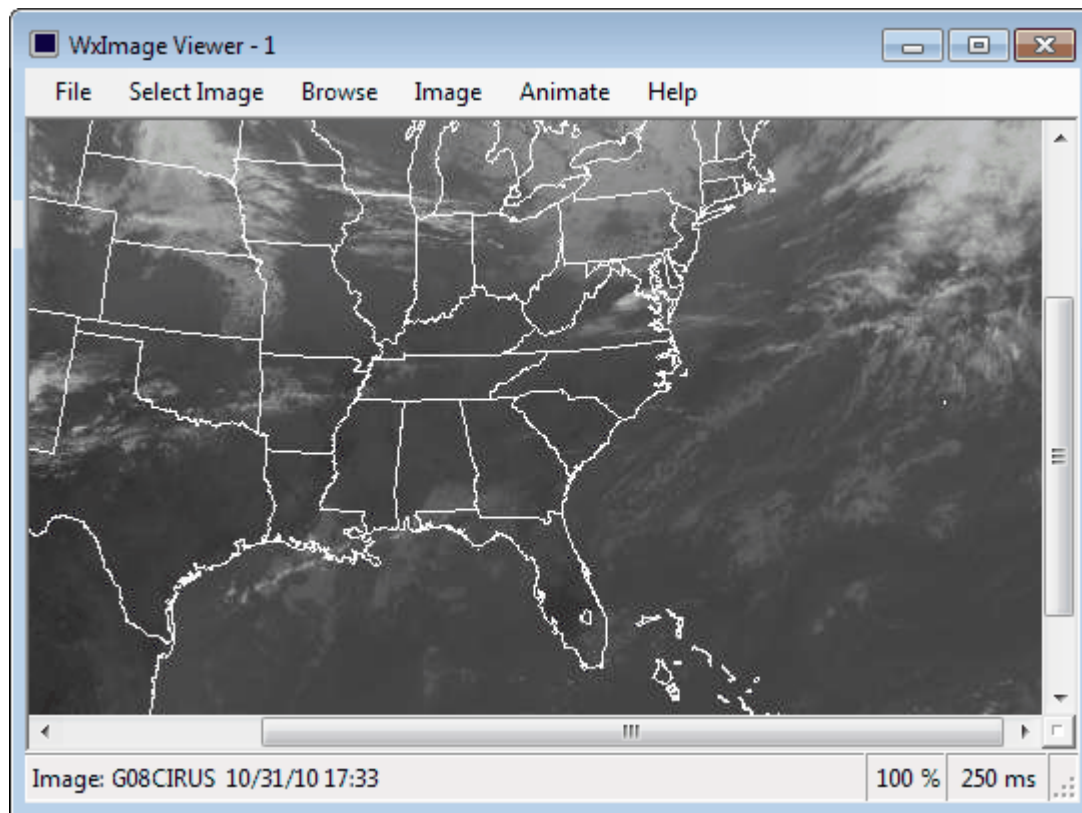 WxImage Viewer - 1
File Select Image Browse Image Animate Help
Image: G08CIRUS 10/31/10 17:33 100 % 250 ms